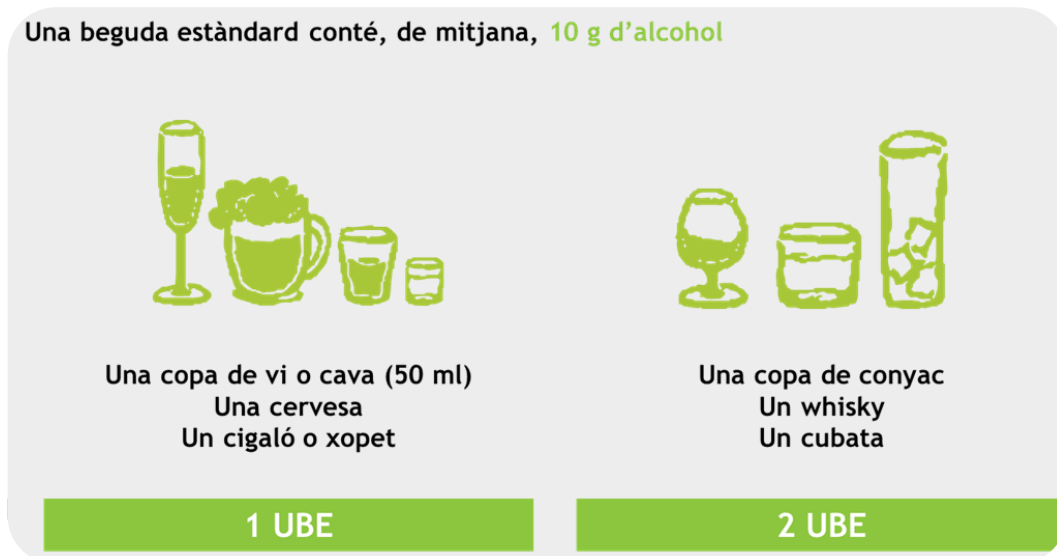 Una beguda estàndard conté, de mitjana, 10 g d'alcohol
Una copa de vi o cava (50 ml)
Una cervesa
Un cigaló o xopet
1 UBE
Una copa de conyac
Un whisky
Un cubata
2 UBE